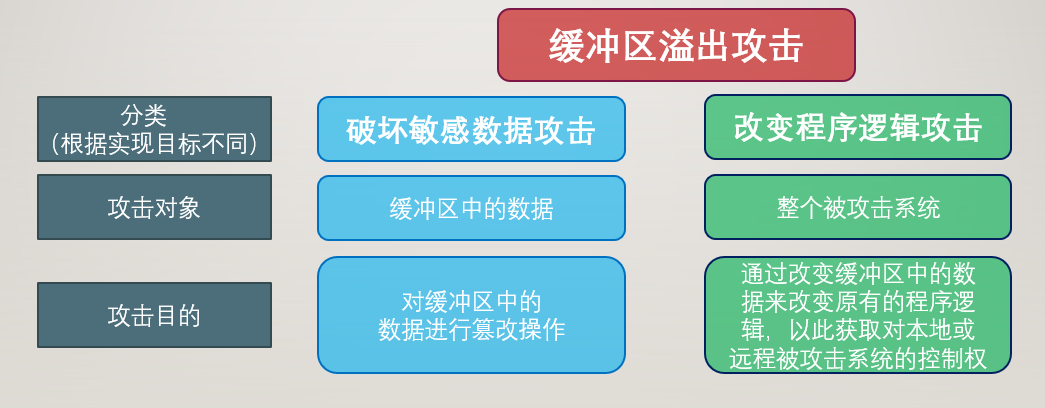 缓冲区溢出攻击
分类
（根据实现目标不同）
破坏敏感数据攻击
改变程序逻辑攻击
攻击对象
缓冲区中的数据
整个被攻击系统
攻击目的
对缓冲区中的
数据进行篡改操作
通过改变缓冲区中的数
据来改变原有的程序逻
辑，以此获取对本地或
远程被攻击系统的控制权